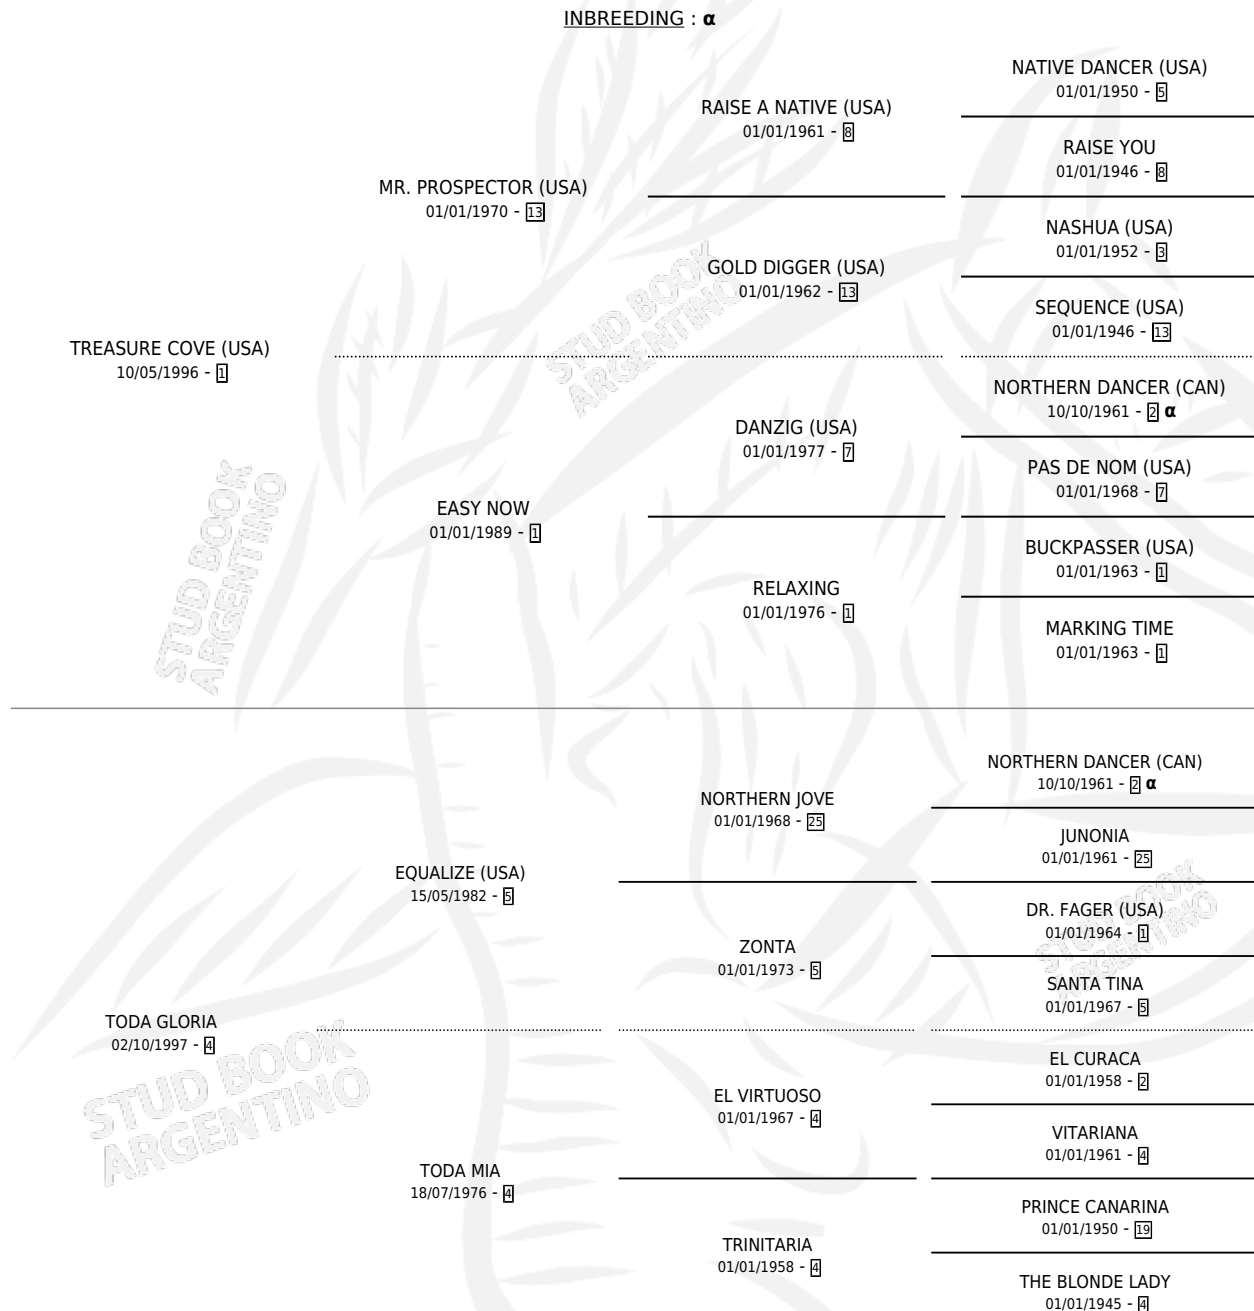 INBREEDING : α
NATIVE DANCER (USA)
01/01/1950 - 5
RAISE A NATIVE (USA)
01/01/1961 - 8
RAISE YOU
01/01/1946 - 8
MR. PROSPECTOR (USA)
01/01/1970 - 13
NASHUA (USA)
01/01/1952 - 3
GOLD DIGGER (USA)
01/01/1962 - 13
SEQUENCE (USA)
01/01/1946 - 13
TREASURE COVE (USA)
10/05/1996 - 1
NORTHERN DANCER (CAN)
10/10/1961 - 2 α
DANZIG (USA)
01/01/1977 - 7
PAS DE NOM (USA)
01/01/1968 - 7
EASY NOW
01/01/1989 - 1
BUCKPASSER (USA)
01/01/1963 - 1
RELAXING
01/01/1976 - 1
MARKING TIME
01/01/1963 - 1
NORTHERN DANCER (CAN)
10/10/1961 - 2 α
NORTHERN JOVE
01/01/1968 - 25
JUNONIA
01/01/1961 - 25
EQUALIZE (USA)
15/05/1982 - 5
DR. FAGER (USA)
01/01/1964 - 1
ZONTA
01/01/1973 - 5
SANTA TINA
01/01/1967 - 5
TODA GLORIA
02/10/1997 - 4
EL CURACA
01/01/1958 - 2
EL VIRTUOSO
01/01/1967 - 4
VITARIANA
01/01/1961 - 4
TODA MIA
18/07/1976 - 4
PRINCE CANARINA
01/01/1950 - 19
TRINITARIA
01/01/1958 - 4
THE BLONDE LADY
01/01/1945 - 4
STUD BOOK
ARGENTINO
STUD BOOK
ARGENTINO
STUD BOOK
ARGENTINO
STUD BOOK
ARGENTINO